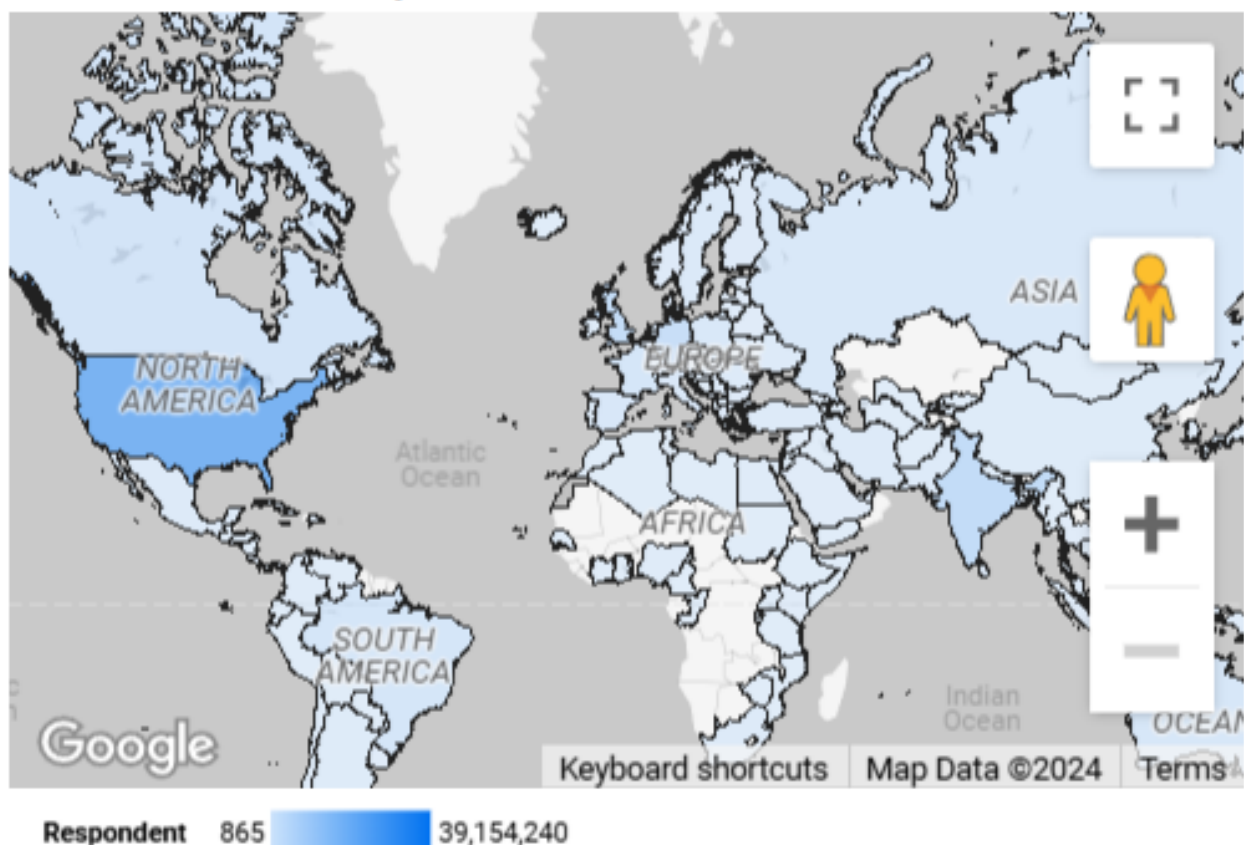 NORTH
AMERICA
EUROPE
ASIA
Atlantic
Ocean
AFRICA
SOUTH
AMERICA
Indian
Ocean
OCEAN
Google
Keyboard shortcuts
Map Data ©2024
Terms
Respondent 865 39,154,240